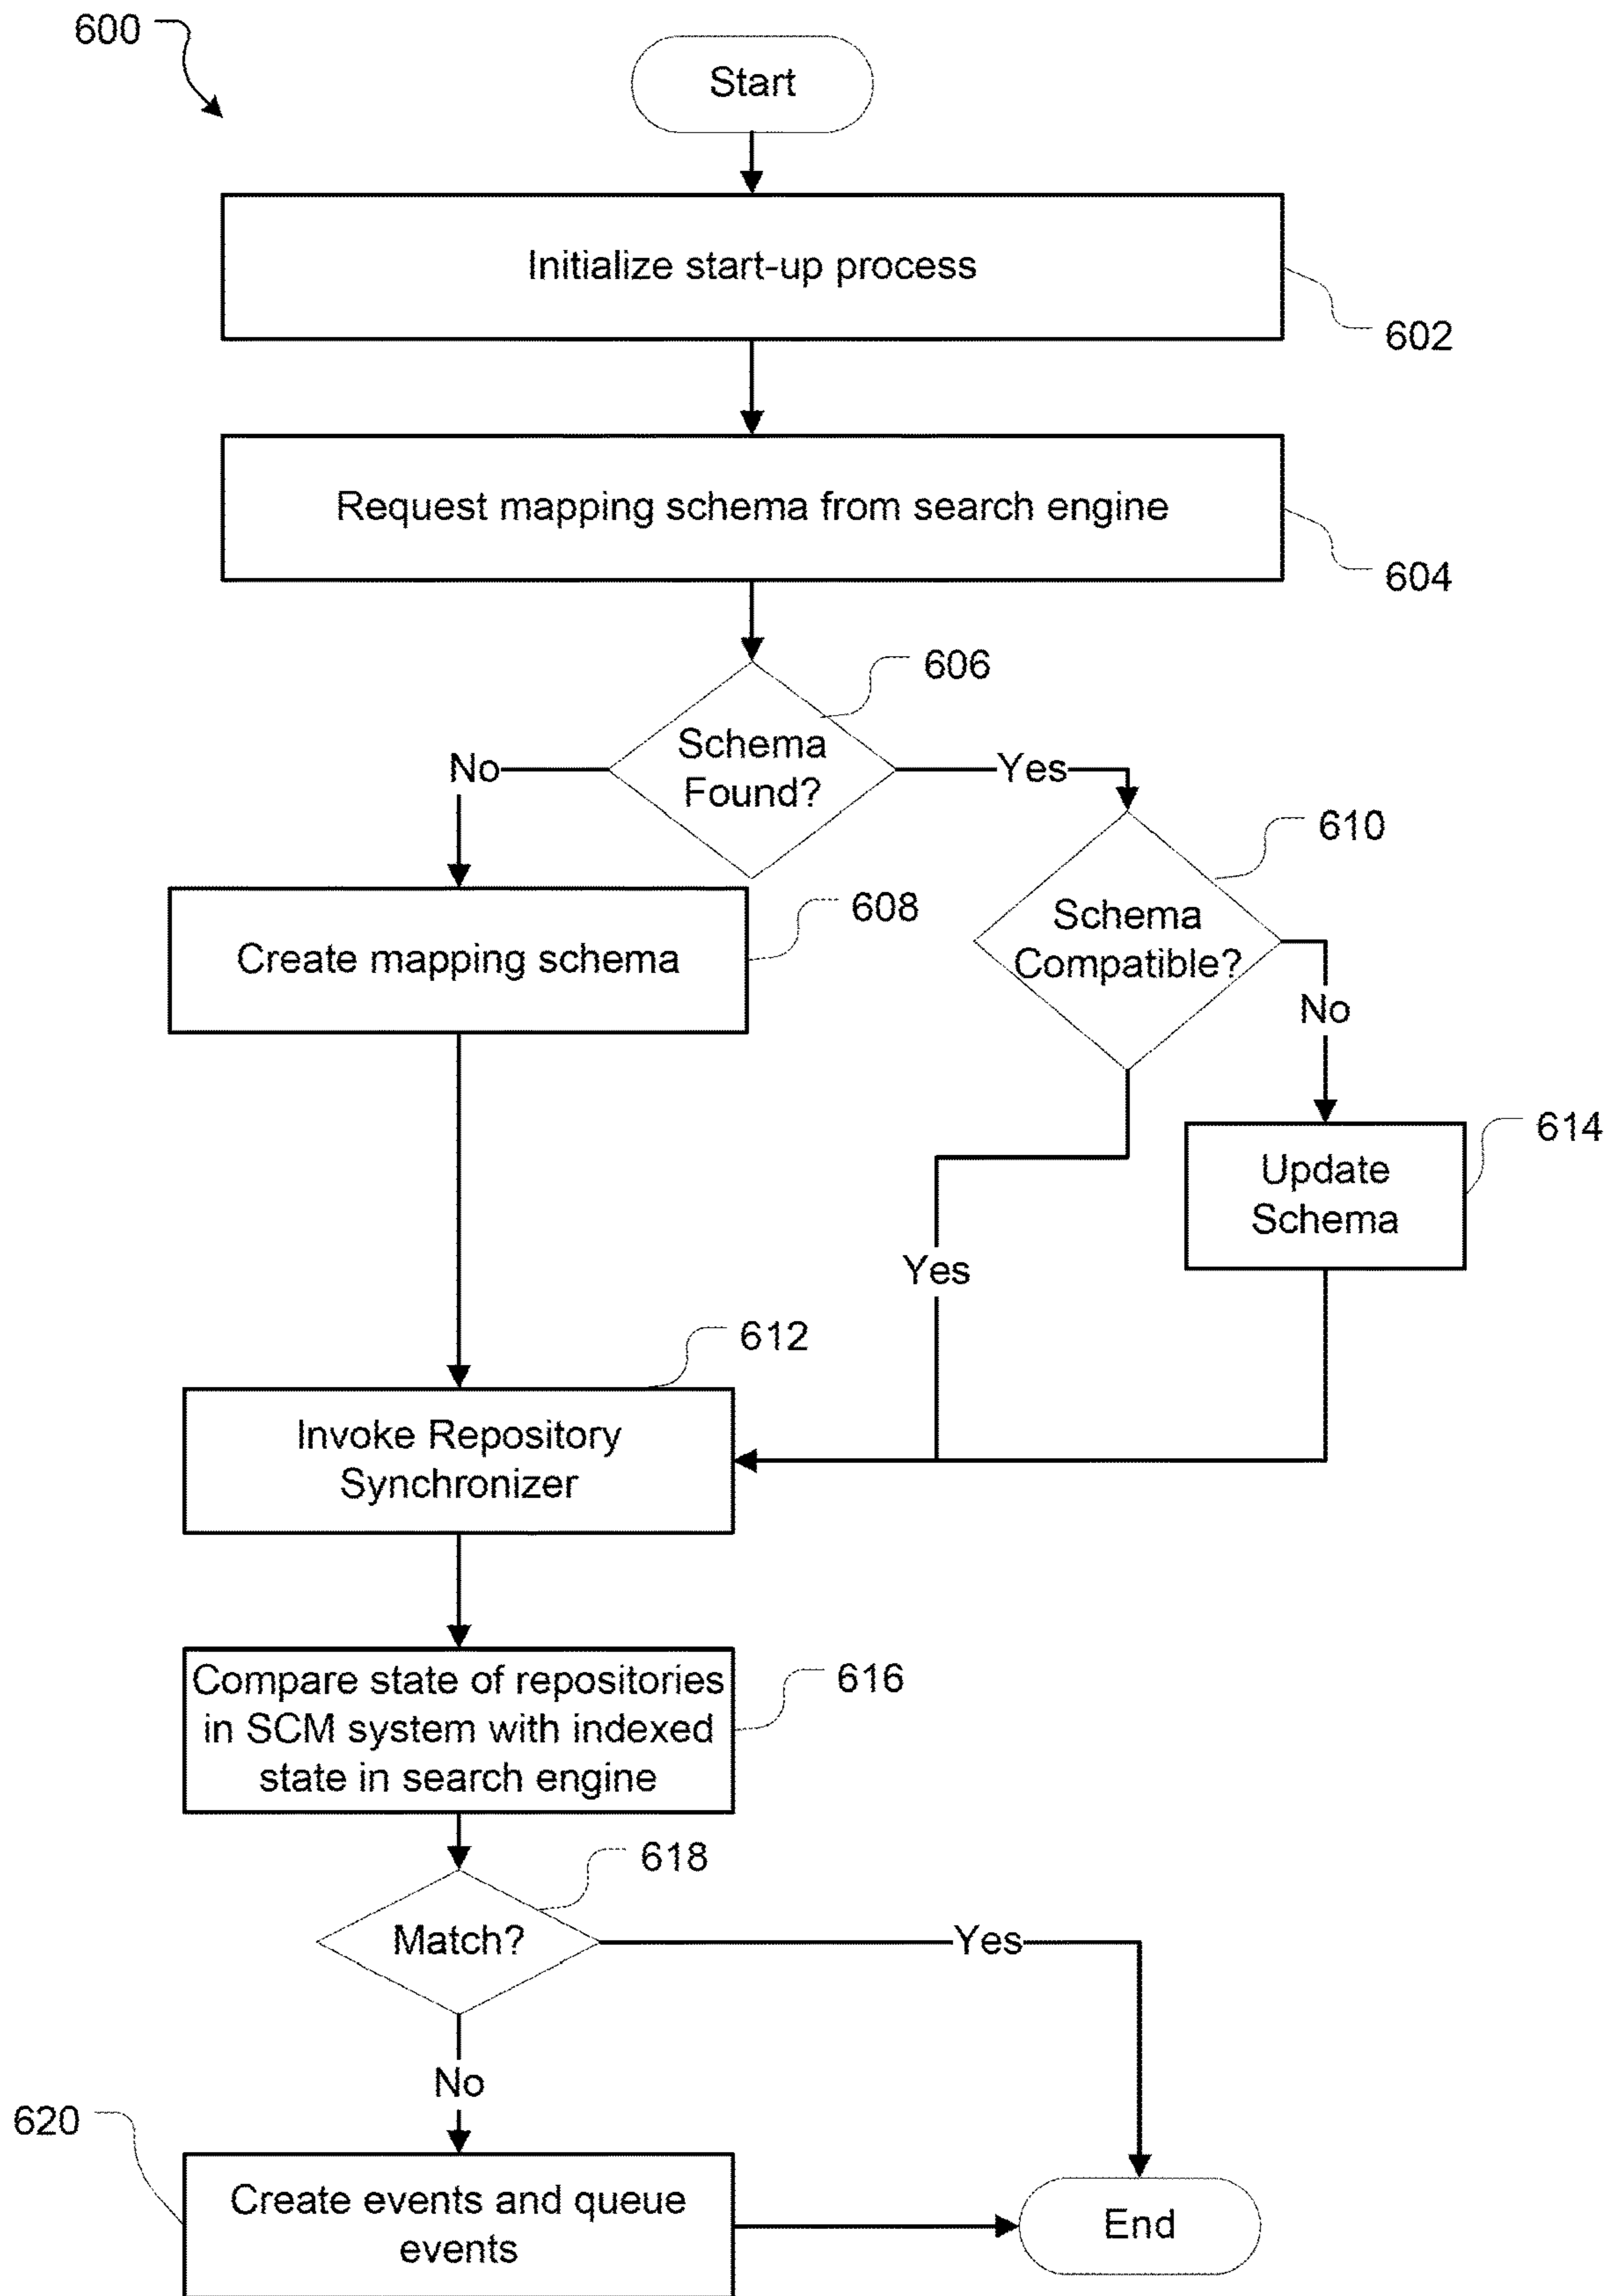 600
Start
Initialize start-up process
602
Request mapping schema from search engine
604
606
Schema
Found?
No
Yes
610
608
Create mapping schema
Schema
Compatible?
No
614
Update
Schema
Yes
612
Invoke Repository
Synchronizer
616
Compare state of repositories
in SCM system with indexed
state in search engine
618
Match?
Yes
No
620
Create events and queue
events
End